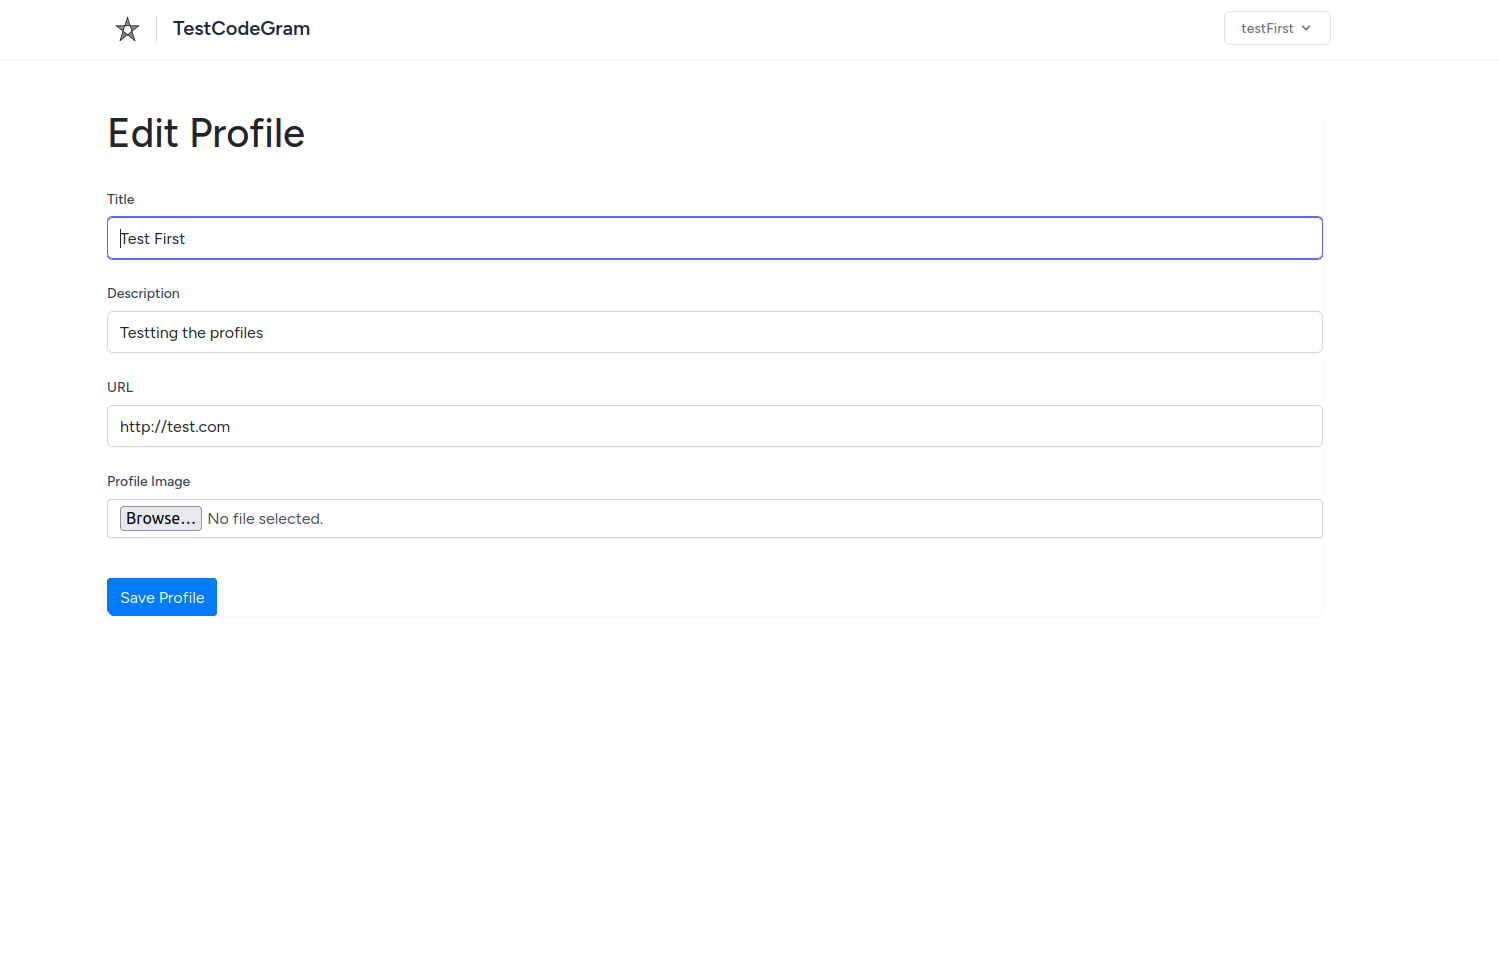 TestCodeGram
testFirst
Edit Profile
Title
Test First
Description
Testting the profiles
URL
http://test.com
Profile Image
Browse... No file selected.
Save Profile